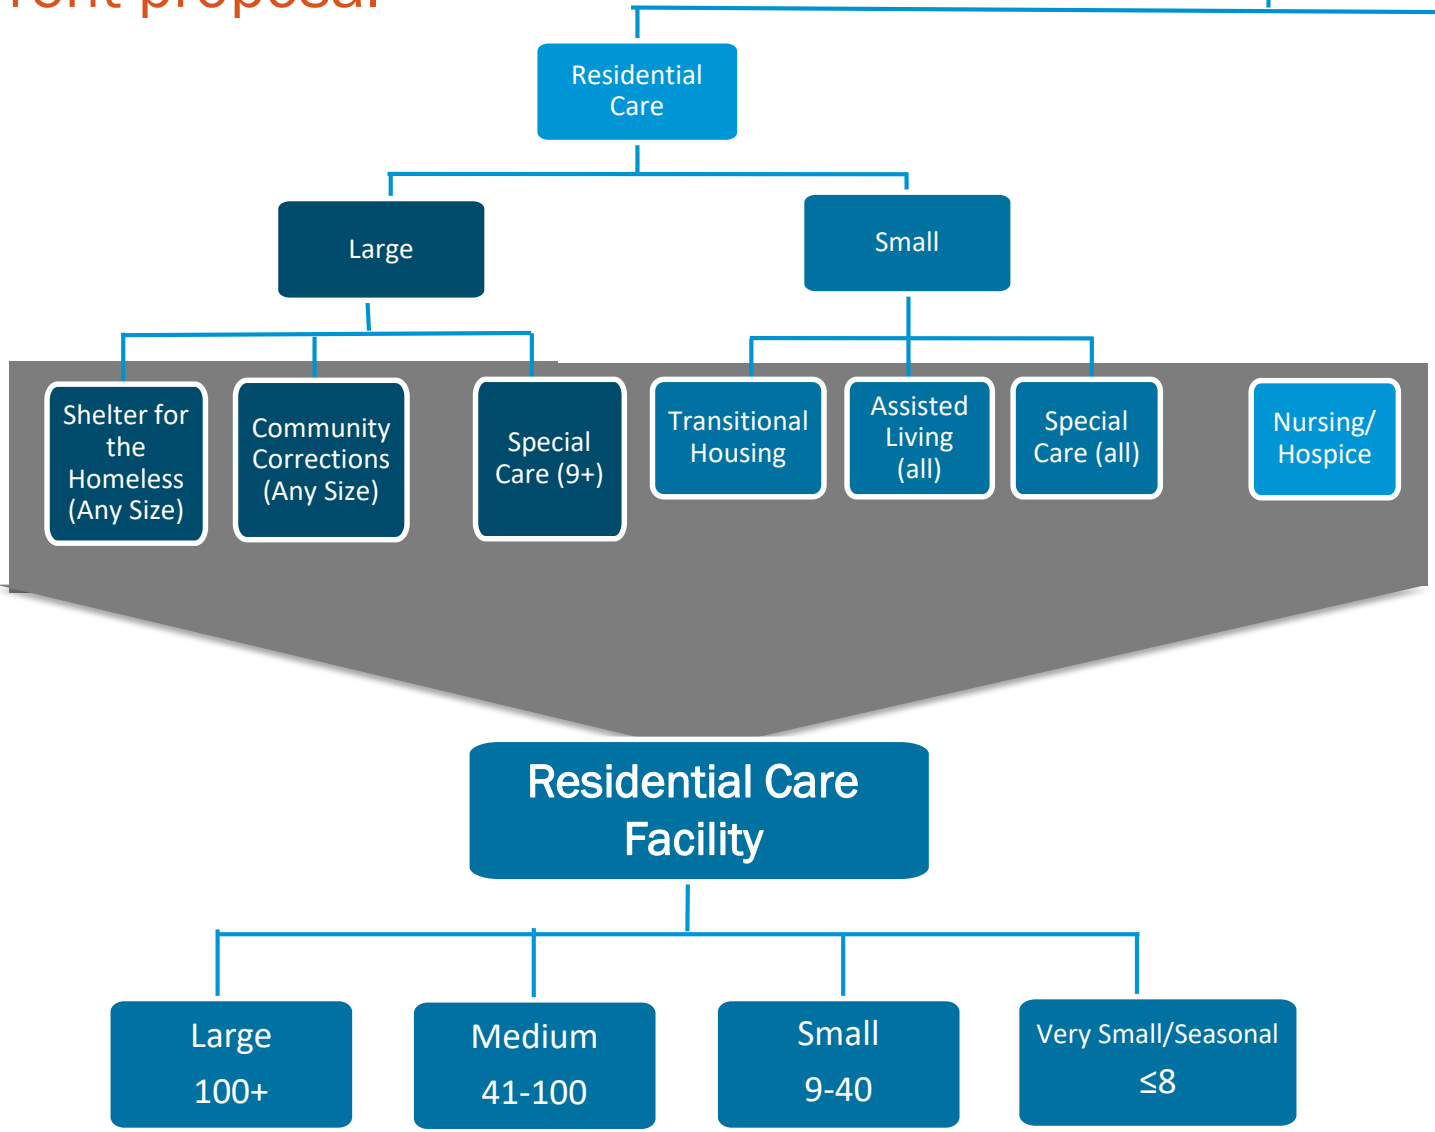 proposal
Residential
Care
Large
Small
Shelter for
the
Homeless
(Any Size)
Community
Corrections
(Any Size)
Special
Care (9+)
Transitional
Housing
Assisted
Living
(all)
Special
Care (all)
Nursing/
Hospice
Residential Care
Facility
Large
100+
Medium
41-100
Small
9-40
Very Small/Seasonal
≤8